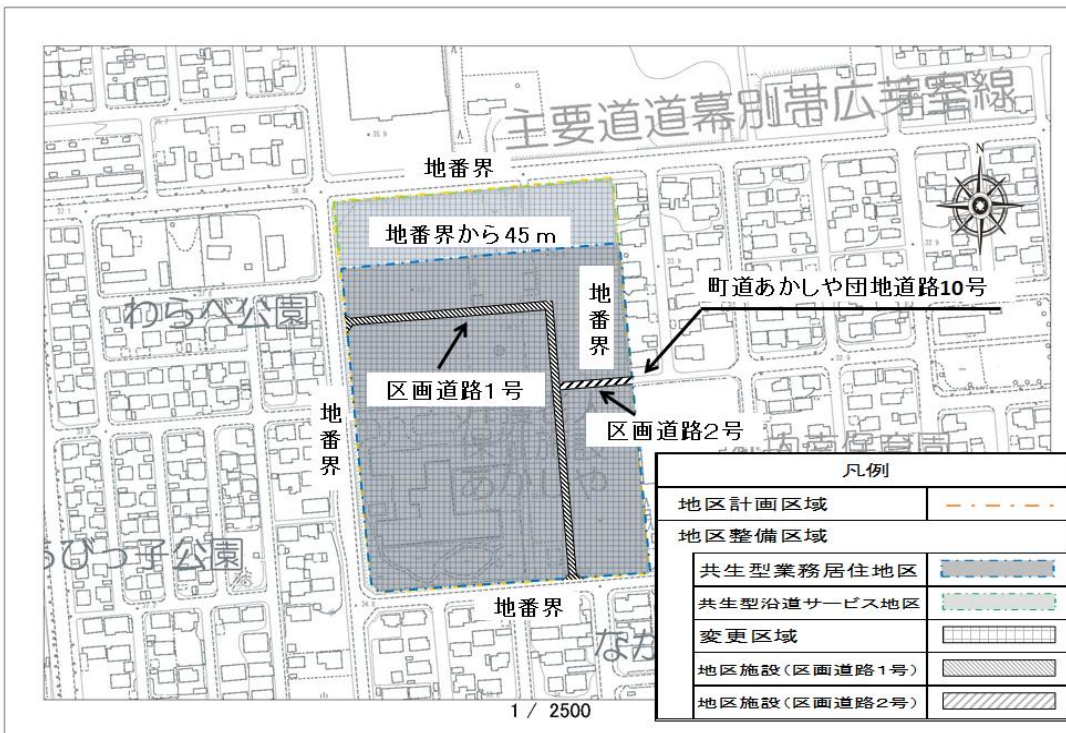 主要道道幕別帯広芽室線
地番界
N
地番界から45m
町道あかしや団地道路10号
わらべ公園
地番界
区画道路1号
区画道路2号
地番界
あかしや
地番界
1 / 2500
凡例
地区計画区域
地区整備区域
共生型業務居住地区
共生型沿道サービス地区
変更区域
地区施設(区画道路1号)
地区施設(区画道路2号)